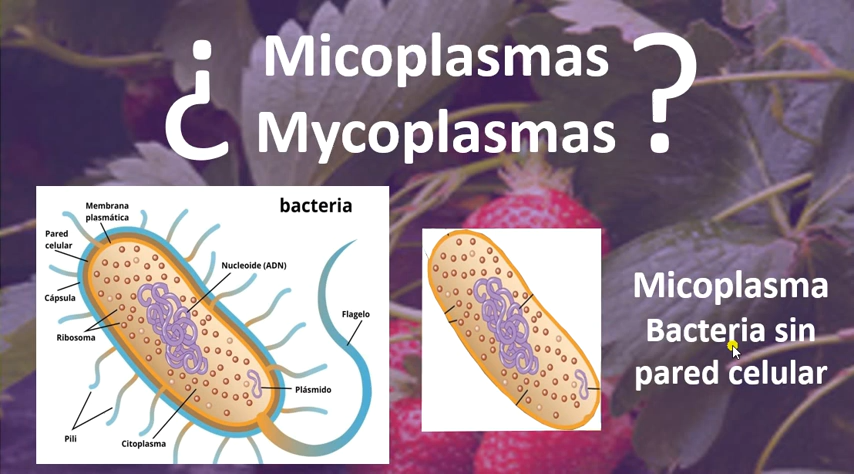 ¿ Micoplasmas
Mycoplasmas ?
bacteria
Membrana
plasmática
Pared
celular
Cápsula
Ribosoma
Pili
Citoplasma
Nucleoide (ADN)
Flagelo
Plásmido
Micoplasma
Bacteria sin
pared celular